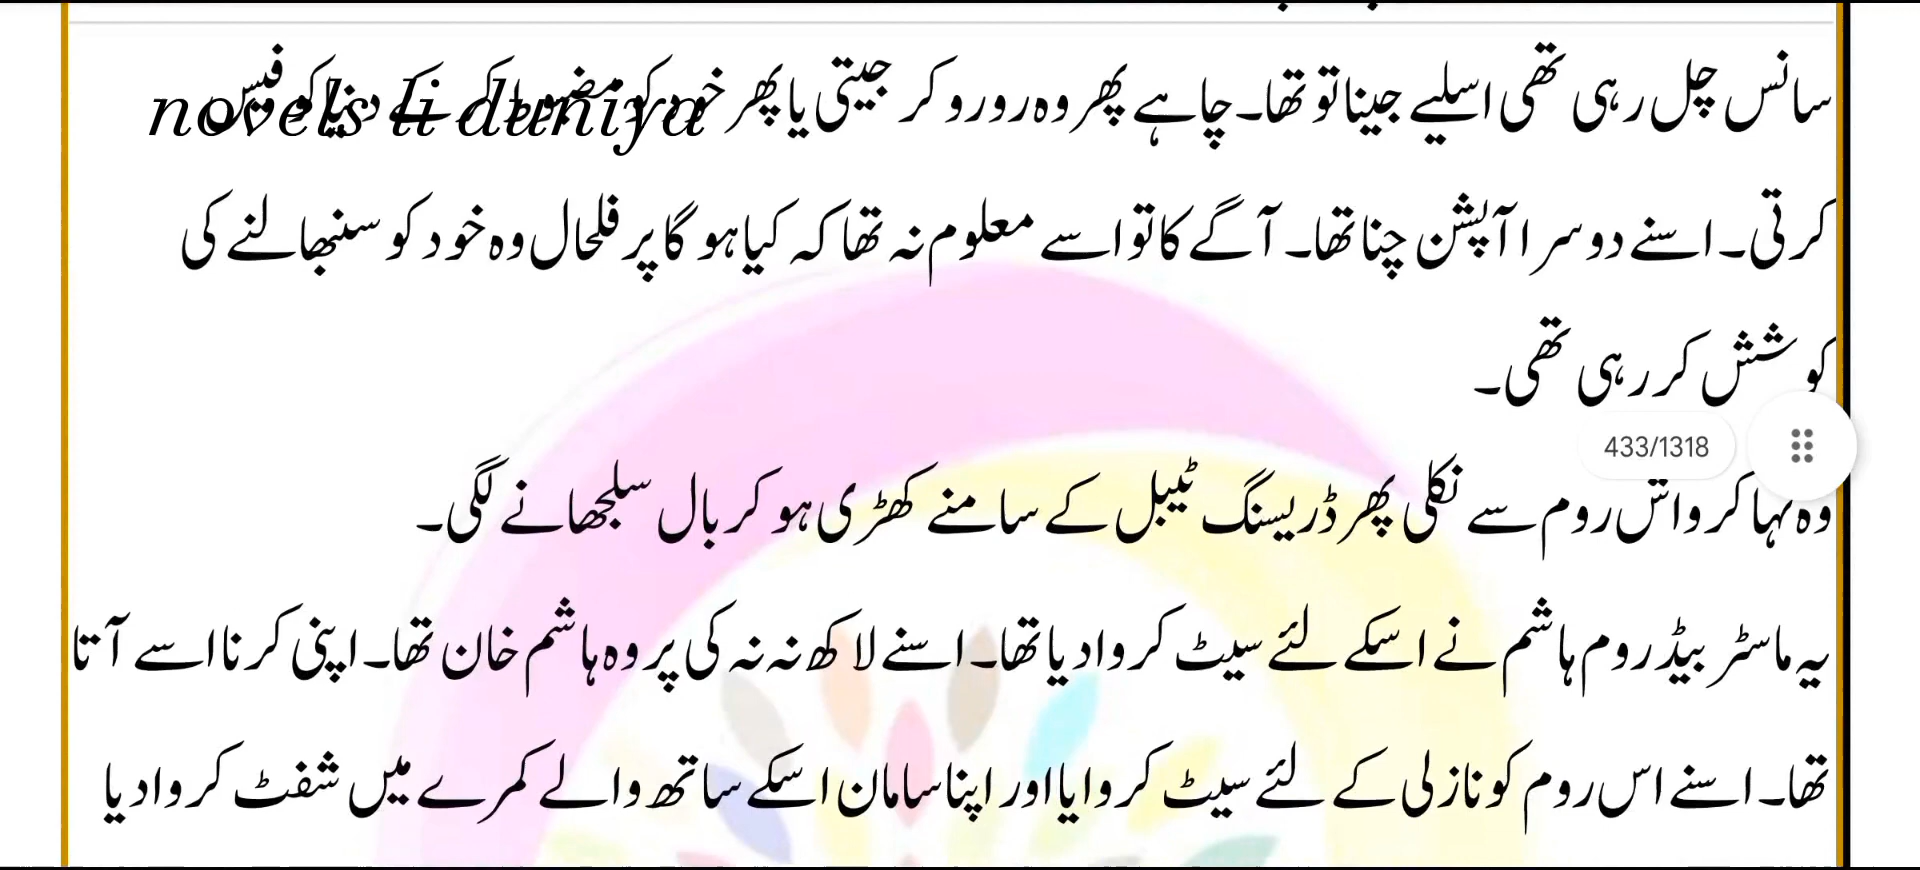 سانس چل رہی تھی اسلیے جینا تو تھا۔ چاہے پھر وہ رو رو کر جیتی یا پھر خود کو مضبوط کر کے دنیا کو فیس
novels ki duniya
کرتی۔ اسنے دوسرا آپشن چنا تھا۔ آگے کا تو اسے معلوم نہ تھا کہ کیا ہو گا پر فلحال وہ خود کو سنبھالنے کی
کوشش کر رہی تھی۔
433/1318
وہ نہا کر واش روم سے نکلی پھر ڈریسنگ ٹیبل کے سامنے کھڑی ہو کر بال سلجھانے لگی۔
یہ ماسٹر بیڈ روم ہاشم نے اسکے لئے سیٹ کروا دیا تھا۔ اسنے لاکھ نہ نہ کی پر وہ ہاشم خان تھا۔ اپنی کرنا اسے آتا
تھا۔ اسنے اس روم کو نازلی کے لئے سیٹ کروایا اور اپنا سامان اسکے ساتھ والے کمرے میں شفٹ کروا دیا